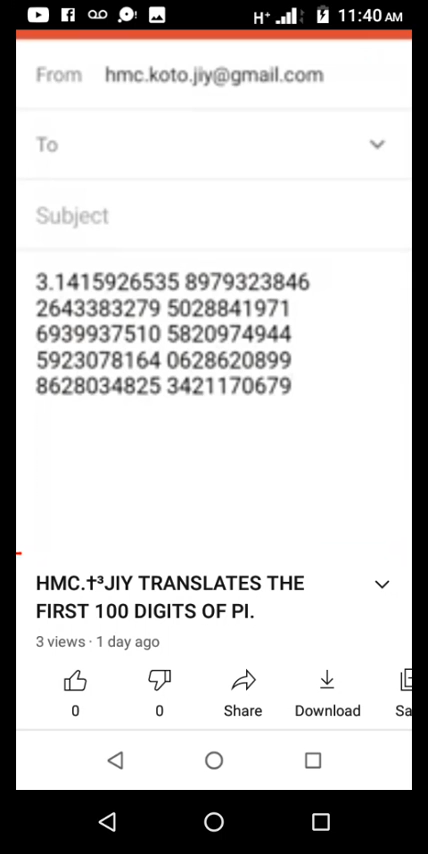 H+ 11:40 AM
From hmc.koto.jiy@gmail.com
To
Subject
3.1415926535 8979323846
2643383279 5028841971
6939937510 5820974944
5923078164 0628620899
8628034825 3421170679
HMC.†³JIY TRANSLATES THE
FIRST 100 DIGITS OF PI.
3 views · 1 day ago
0 0 Share Download Sa